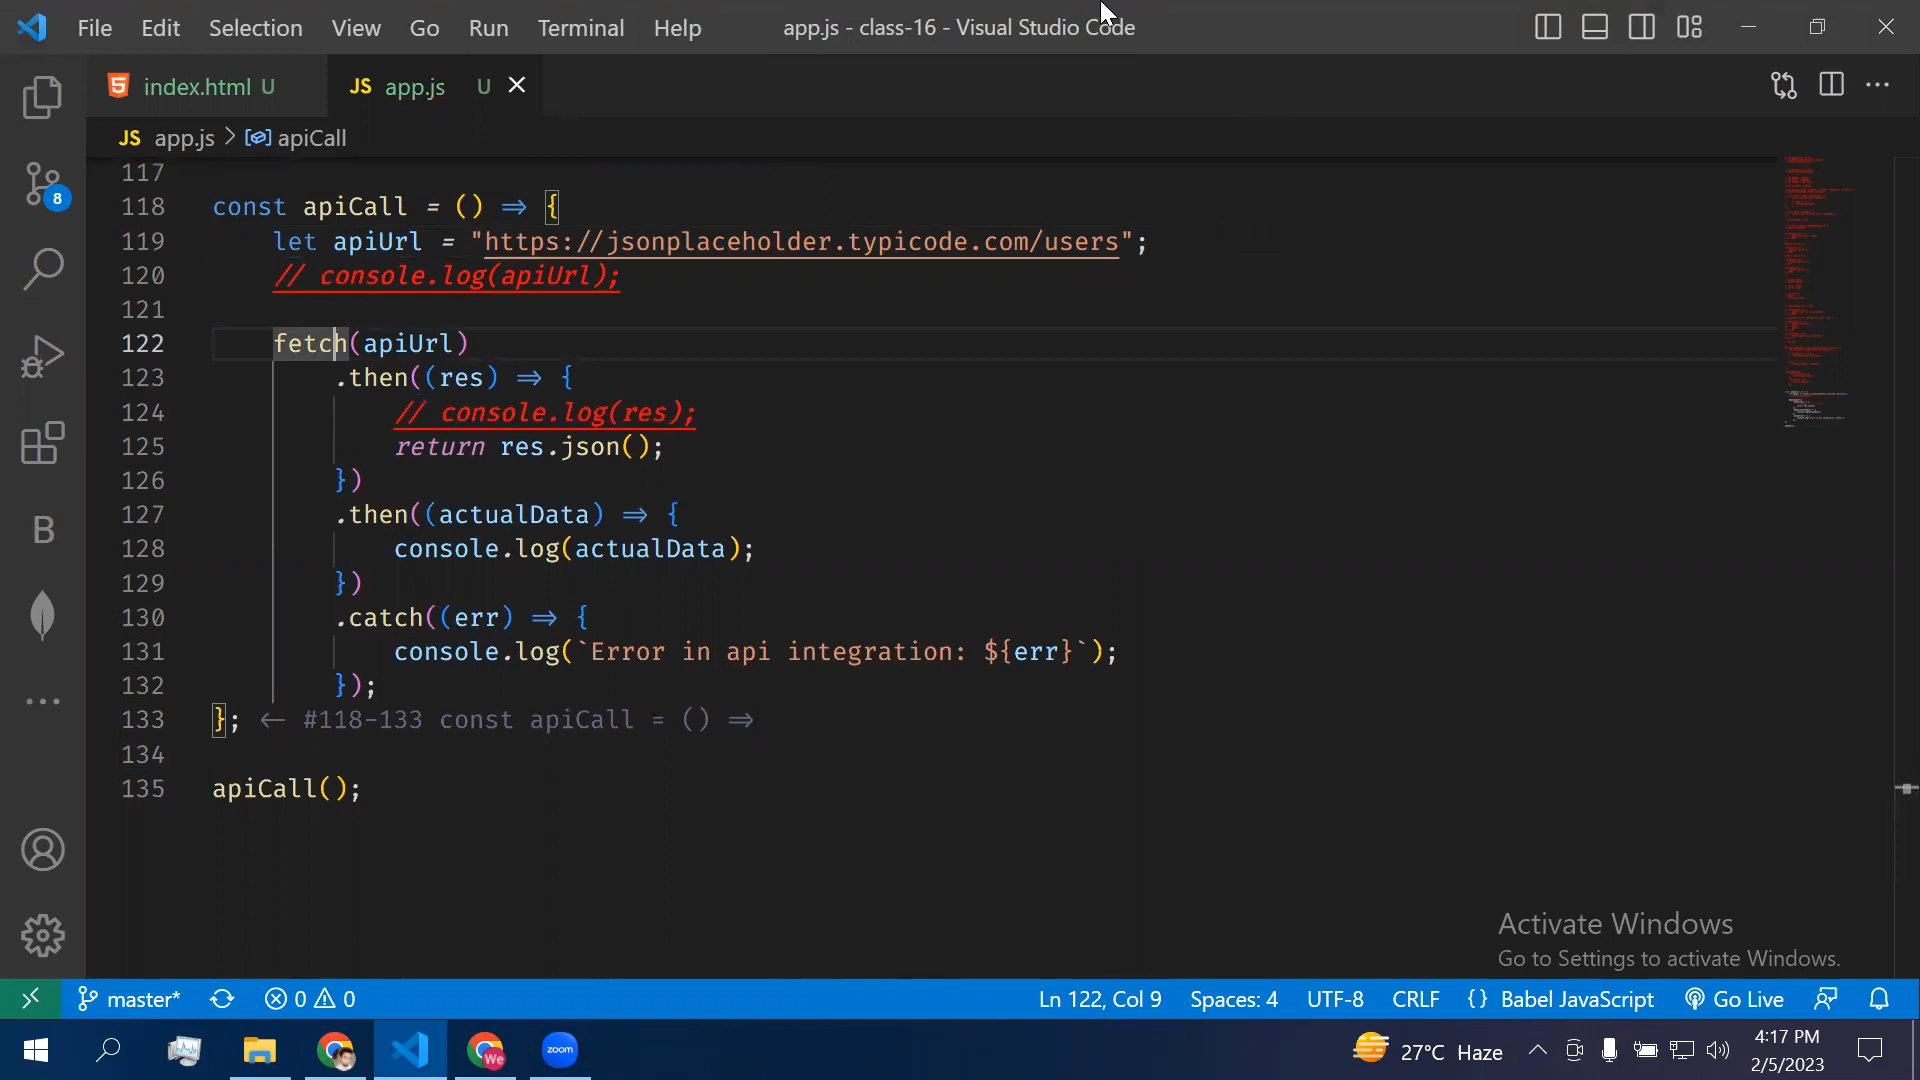 File Edit Selection View Go Run Terminal Help app.js - class-16 - Visual Studio Code
index.html U JS app.js U
JS app.js > apiCall
8
117
118 const apiCall = () => {
119 let apiUrl = "https://jsonplaceholder.typicode.com/users";
120 // console.log(apiUrl);
121
122 fetch(apiUrl)
123 .then((res) => {
124 // console.log(res);
125 return res.json();
126 })
127 .then((actualData) => {
128 console.log(actualData);
129 })
130 .catch((err) => {
131 console.log(`Error in api integration: ${err}`);
132 });
133 }; <- #118-133 const apiCall = () =>
134
135 apiCall();
B
Activate Windows
Go to Settings to activate Windows.
master* 0 0 Ln 122, Col 9 Spaces: 4 UTF-8 CRLF {} Babel JavaScript Go Live
We zoom 27°C Haze 4:17 PM
2/5/2023